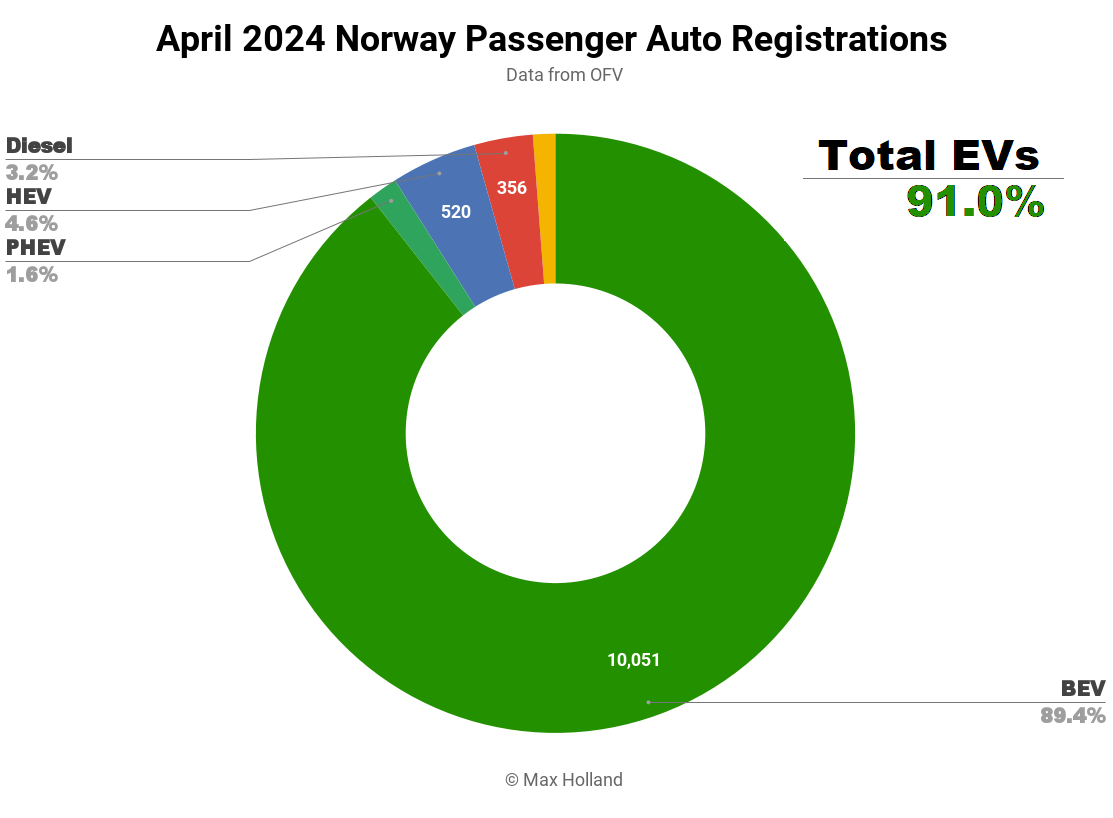 April 2024 Norway Passenger Auto Registrations
Data from OFV
Diesel
3.2%
HEV
4.6%
PHEV
1.6%
Total EVs
91.0%
356
520
10,051
BEV
89.4%
© Max Holland